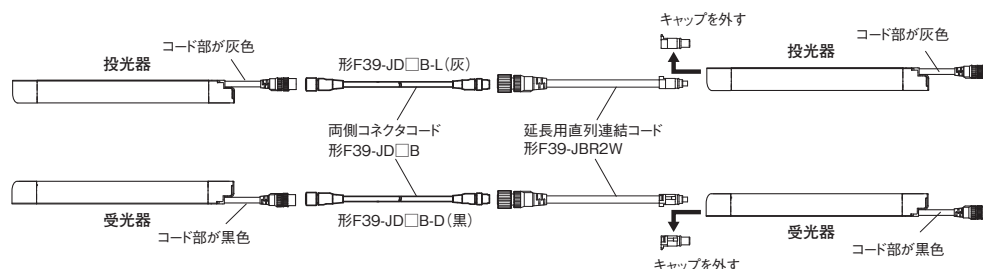 キャップを外す
コード部が灰色
投光器
形F39-JD□B-L（灰）
投光器
コード部が灰色
両側コネクタコード
形F39-JD□B
延長用直列連結コード
形F39-JBR2W
受光器
コード部が黒色
形F39-JD□B-D（黒）
キャップを外す
受光器
コード部が黒色